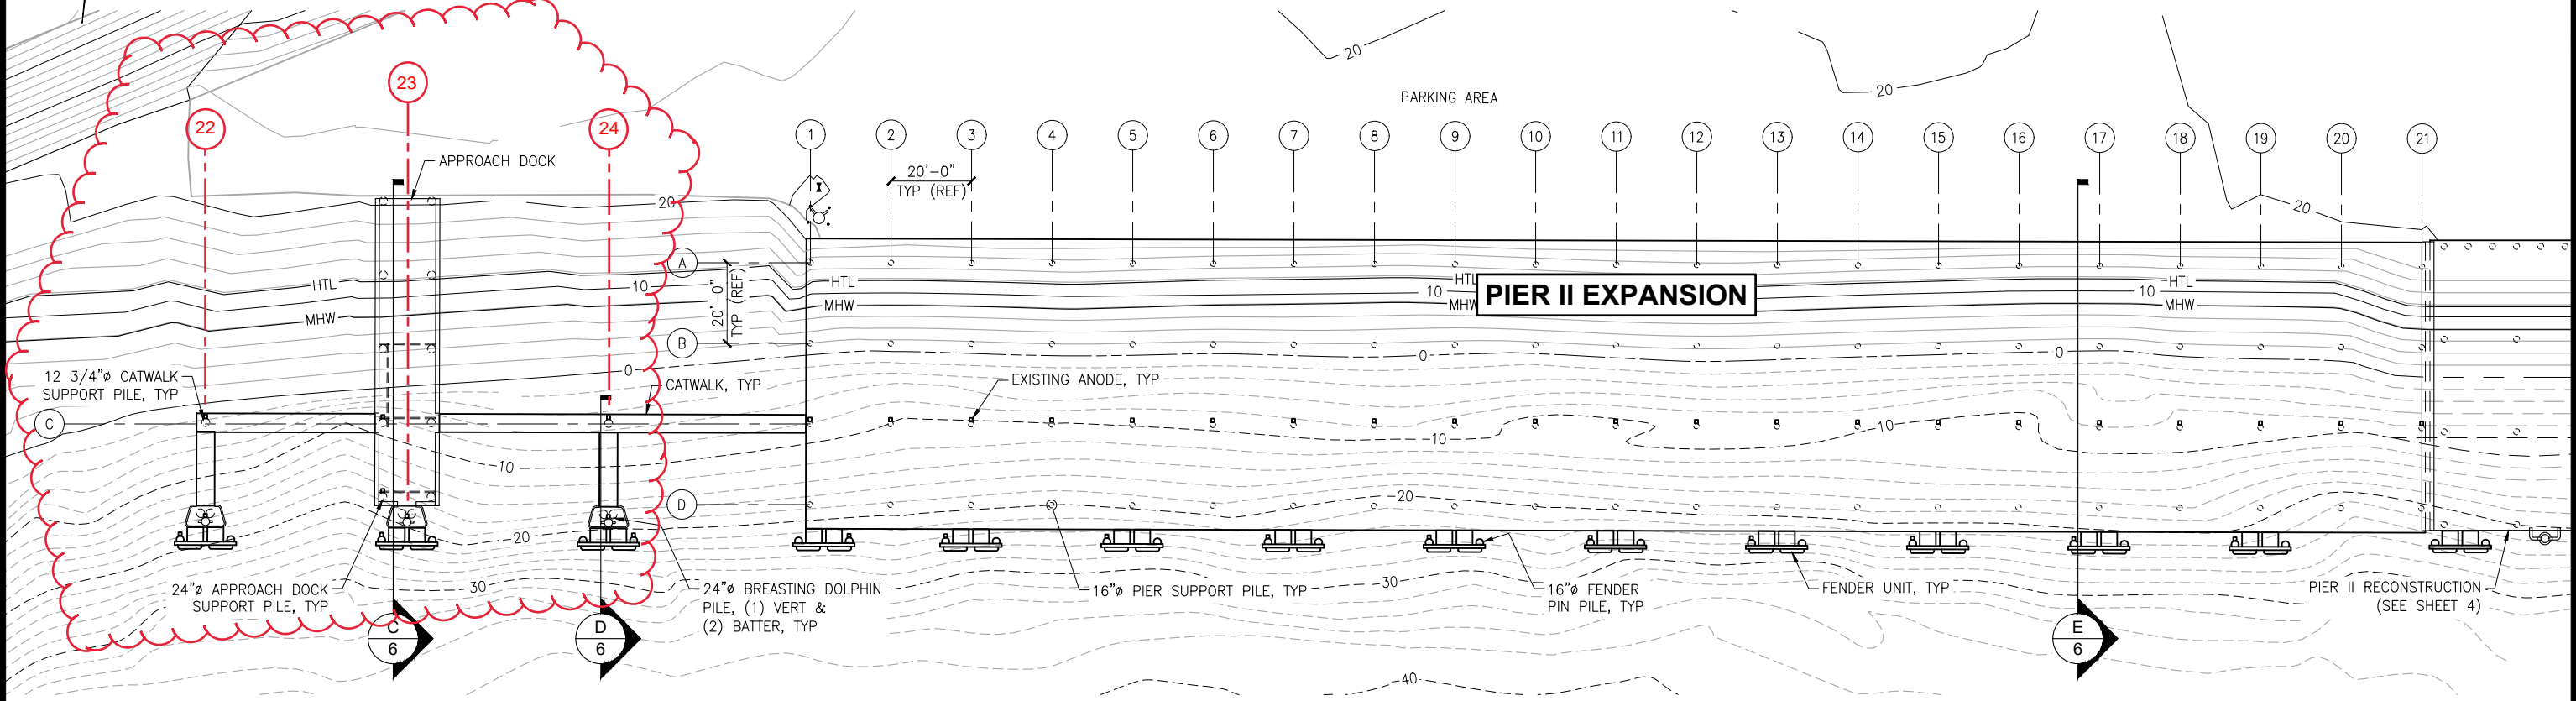 20
20
PARKING AREA
23
22
24
1
2
3
4
5
6
7
8
9
10
11
12
13
14
15
16
17
18
19
20
21
APPROACH DOCK
20'-0"
TYP (REF)
20
20
A
20'-0"
TYP (REF)
HTL
10
MHW
HTL
MHW
HTL
10
MHW
PIER II EXPANSION
10
HTL
MHW
B
0
0
0
12 3/4"ø CATWALK
SUPPORT PILE, TYP
CATWALK, TYP
EXISTING ANODE, TYP
C
10
10
10
D
20
20
30
30
24"ø APPROACH DOCK
SUPPORT PILE, TYP
24"ø BREASTING DOLPHIN
PILE, (1) VERT &
(2) BATTER, TYP
16"ø PIER SUPPORT PILE, TYP
16"ø FENDER
PIN PILE, TYP
FENDER UNIT, TYP
PIER II RECONSTRUCTION
(SEE SHEET 4)
C
6
D
6
E
6
40